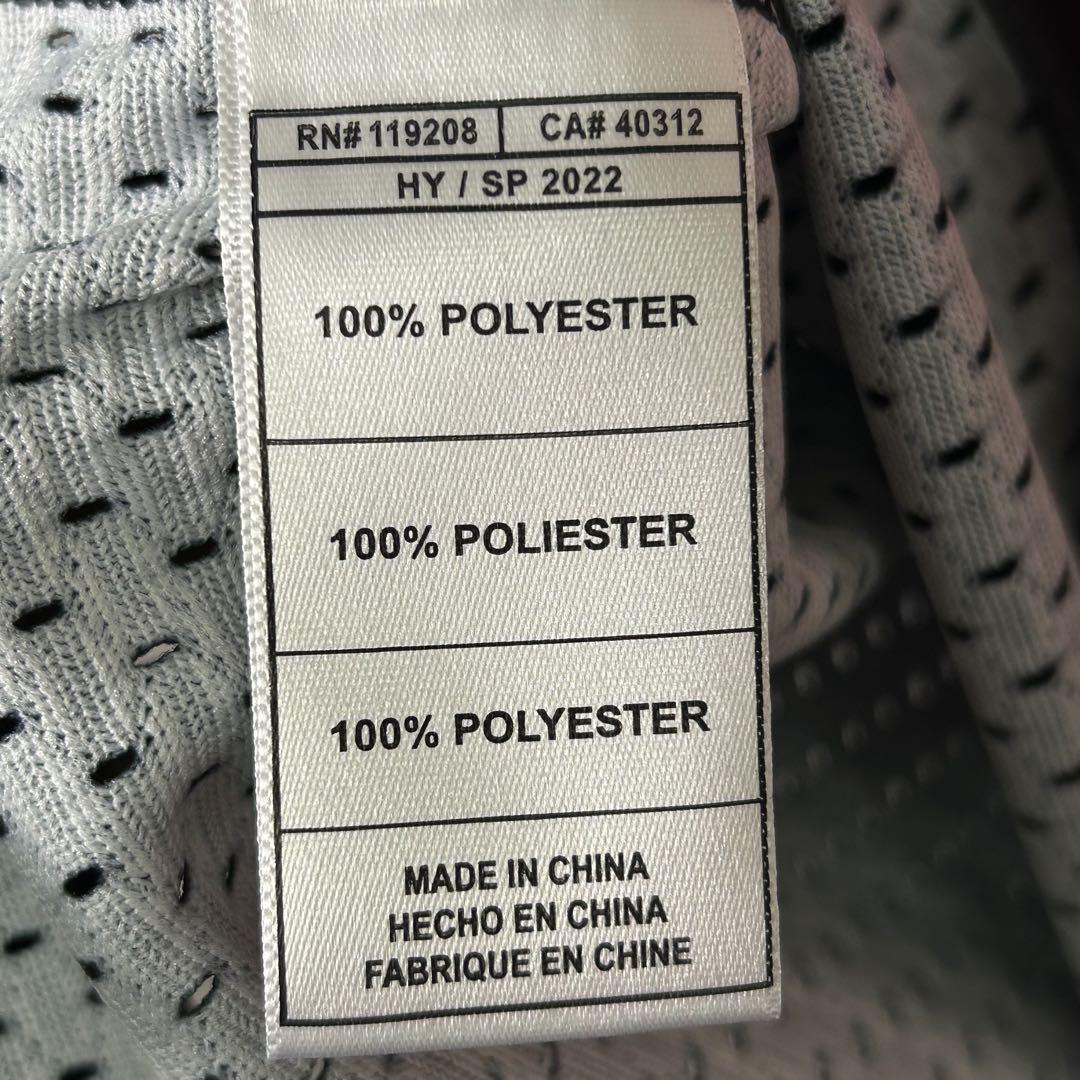 RN# 119208 CA# 40312
HY / SP 2022
100% POLYESTER
100% POLIESTER
100% POLYESTER
MADE IN CHINA
HECHO EN CHINA
FABRIQUE EN CHINE